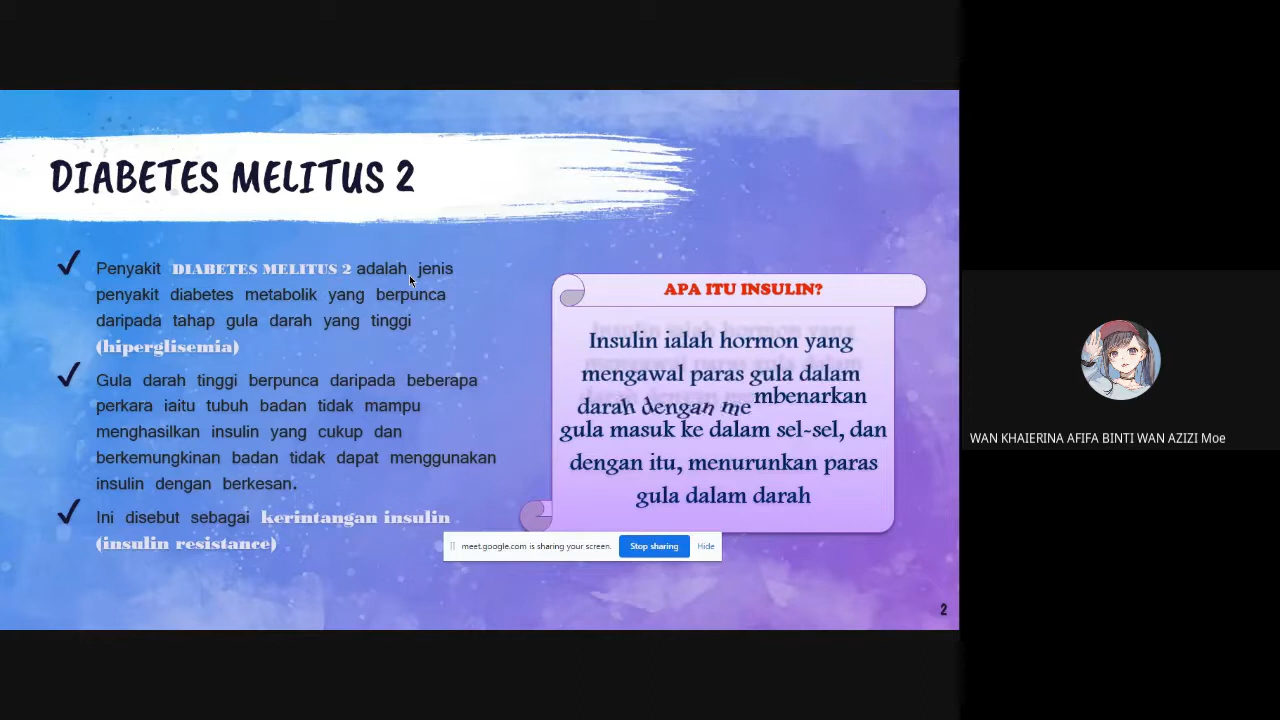 DIABETES MELITUS 2
Penyakit DIABETES MELITUS 2 adalah jenis
penyakit diabetes metabolik yang berpunca
daripada tahap gula darah yang tinggi
(hiperglisemia)
Gula darah tinggi berpunca daripada beberapa
perkara iaitu tubuh badan tidak mampu
menghasilkan insulin yang cukup dan
berkemungkinan badan tidak dapat menggunakan
insulin dengan berkesan.
Ini disebut sebagai kerintangan insulin
(insulin resistance)
APA ITU INSULIN?
Insulin ialah hormon yang
mengawal paras gula dalam
darah dengan membenarkan
gula masuk ke dalam sel-sel, dan
dengan itu, menurunkan paras
gula dalam darah
meet.google.com is sharing your screen. Stop sharing Hide
2
WAN KHAIERINA AFIFA BINTI WAN AZIZI Moe